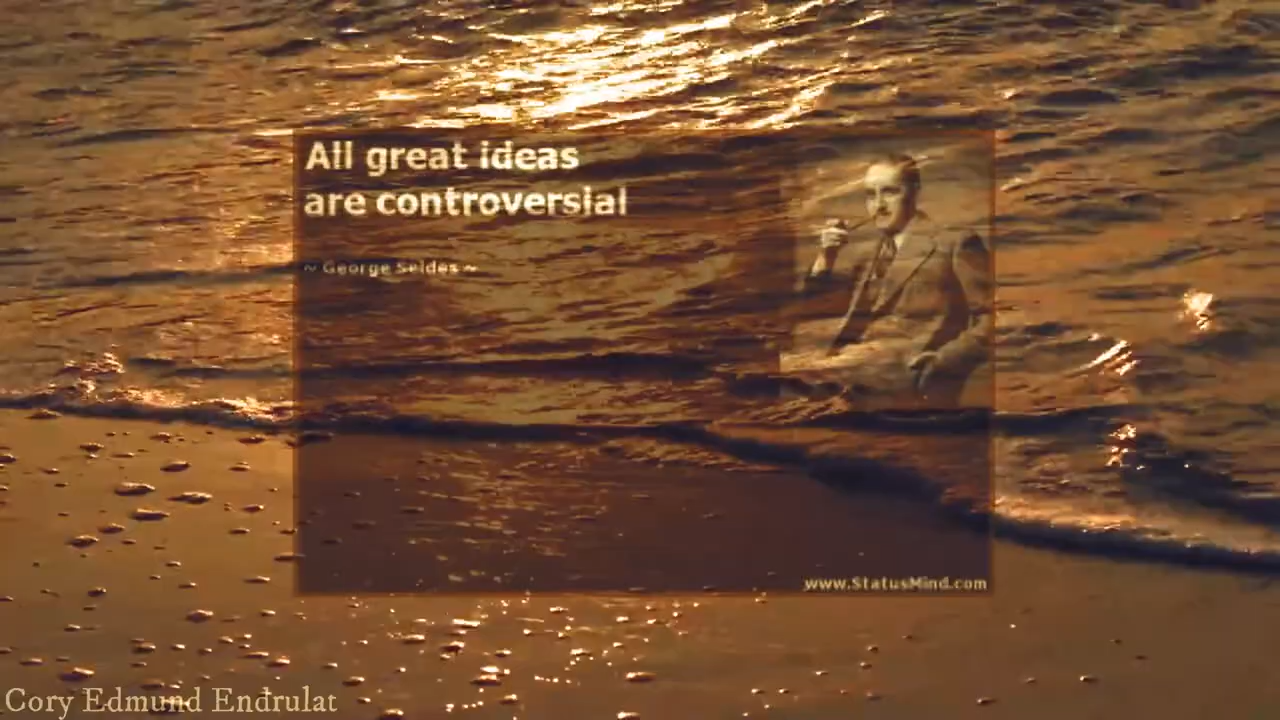 All great ideas
are controversial
~ George Seldes ~
www.StatusMind.com
Cory Edmund Endrulat